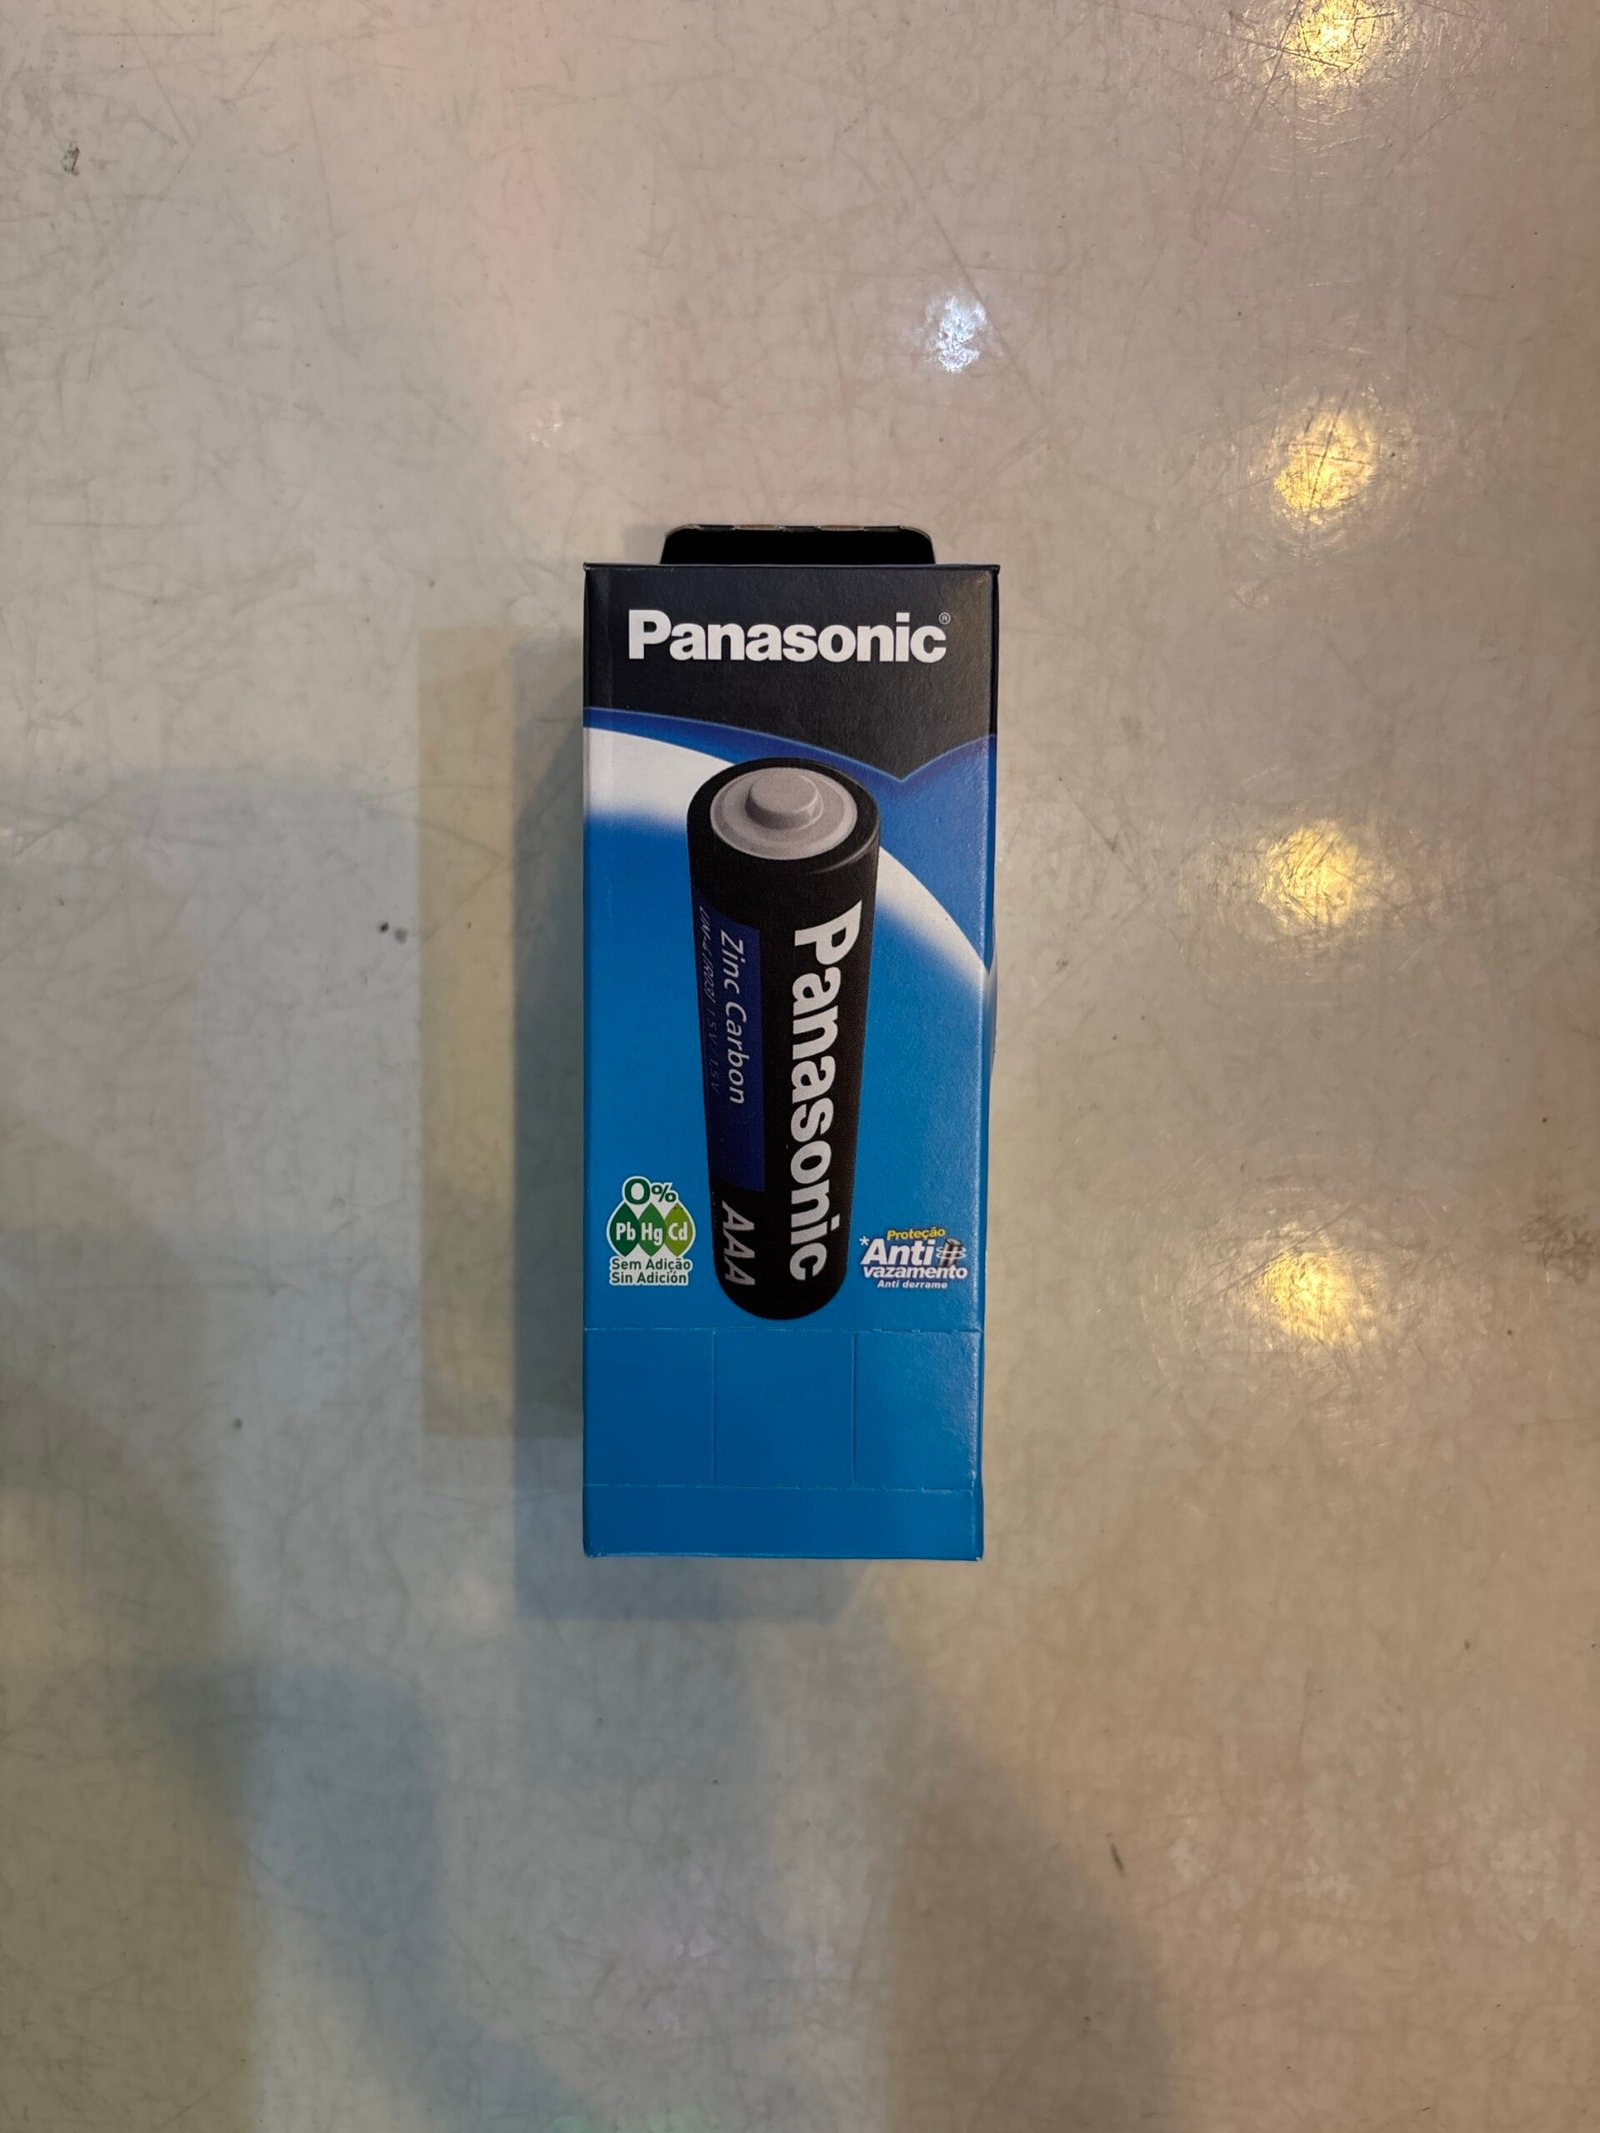 Panasonic®
Panasonic
Zinc Carbon
AAA
0%
Pb Hg Cd
Sem Adição
Sin Adición
Proteção
*Anti
vazamento
Anti derrame